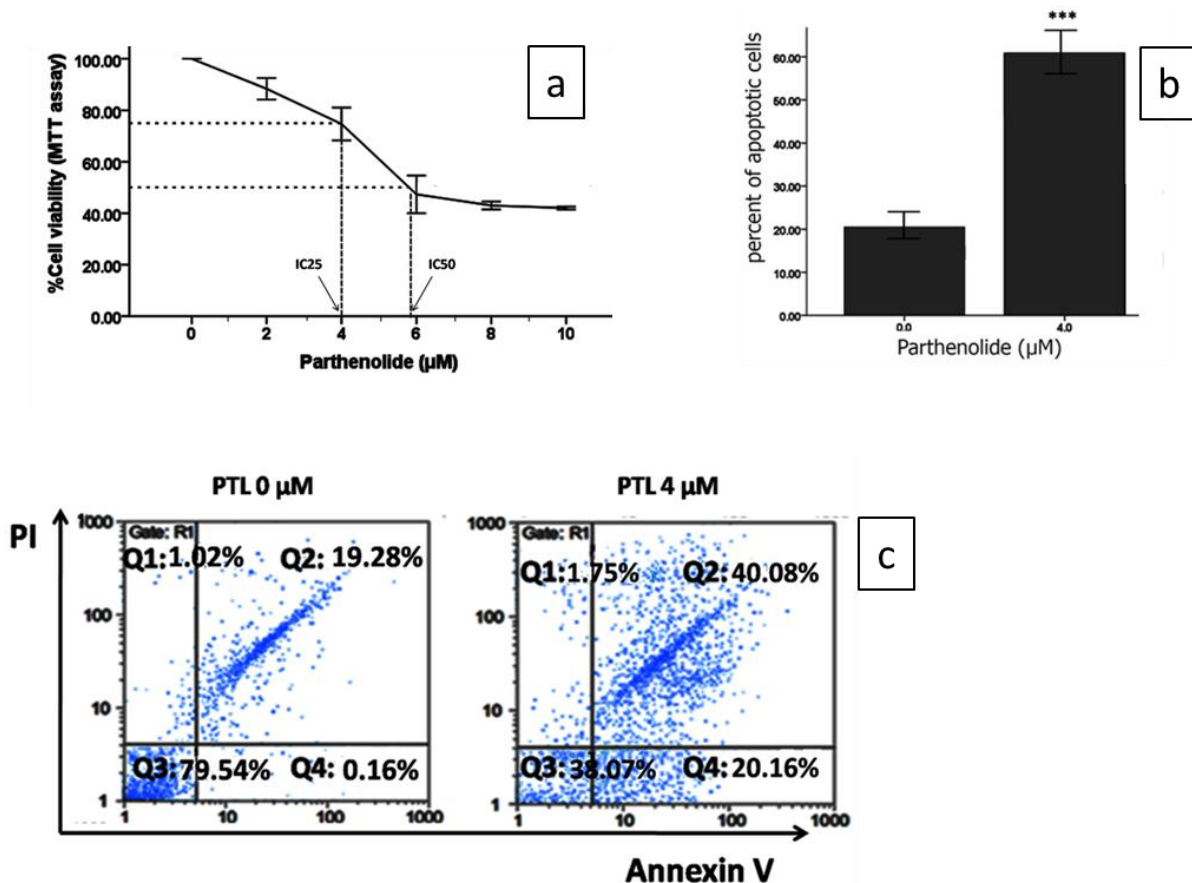 a
%Cell viability (MTT assay)
100.00
80.00
60.00
40.00
20.00
0.00
IC25
IC50
0 2 4 6 8 10
Parthenolide (µM)
b
***
percent of apoptotic cells
60.00
50.00
40.00
30.00
20.00
10.00
0.00
0.0 4.0
Parthenolide (µM)
c
PTL 0 µM
PI
1000
100
10
1
Gate: R1
Q1: 1.02% Q2: 19.28%
Q3: 79.54% Q4: 0.16%
1 10 100 1000
PTL 4 µM
1000
100
10
1
Gate: R1
Q1: 1.75% Q2: 40.08%
Q3: 38.07% Q4: 20.16%
1 10 100 1000
Annexin V